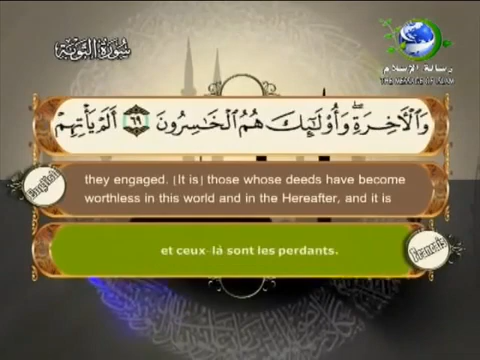 سُورَةُ التَّوْبَةِ
رسالة الإسلام
THE MESSAGE OF ISLAM
وَالْآخِرَةِ ۖ وَأُولَٰئِكَ هُمُ الْخَاسِرُونَ ٦٩ أَلَمْ يَأْتِهِمْ
English
they engaged. [It is] those whose deeds have become
worthless in this world and in the Hereafter, and it is
et ceux-là sont les perdants.
Français